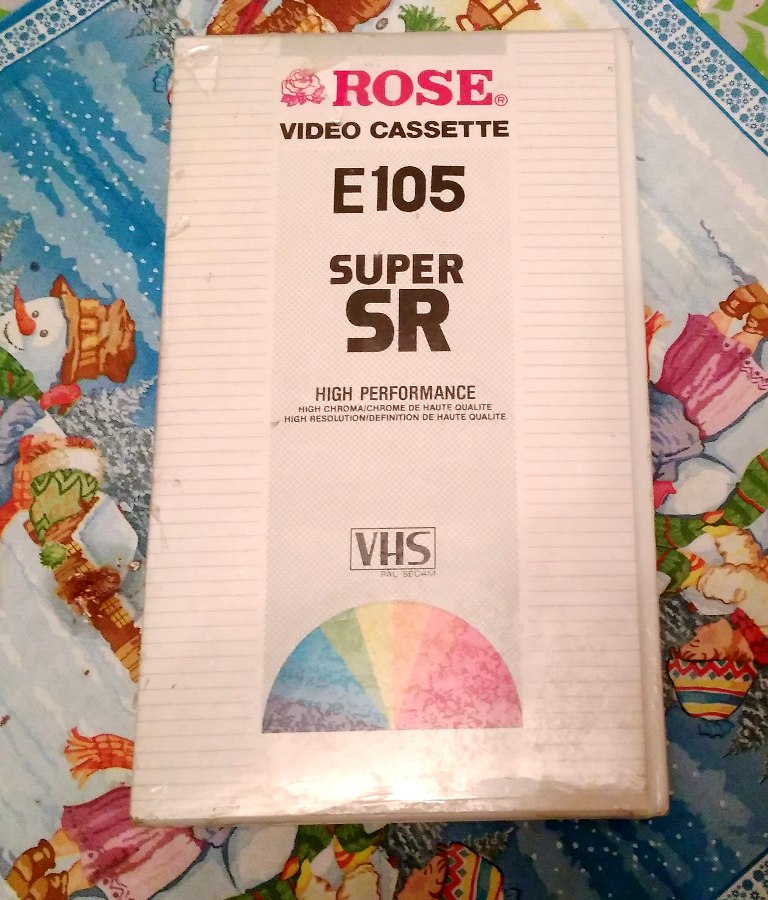 ROSE®
VIDEO CASSETTE
E105
SUPER
SR
HIGH PERFORMANCE
HIGH CHROMA/CHROME DE HAUTE QUALITE
HIGH RESOLUTION/DEFINITION DE HAUTE QUALITE
VHS
PAL SECAM